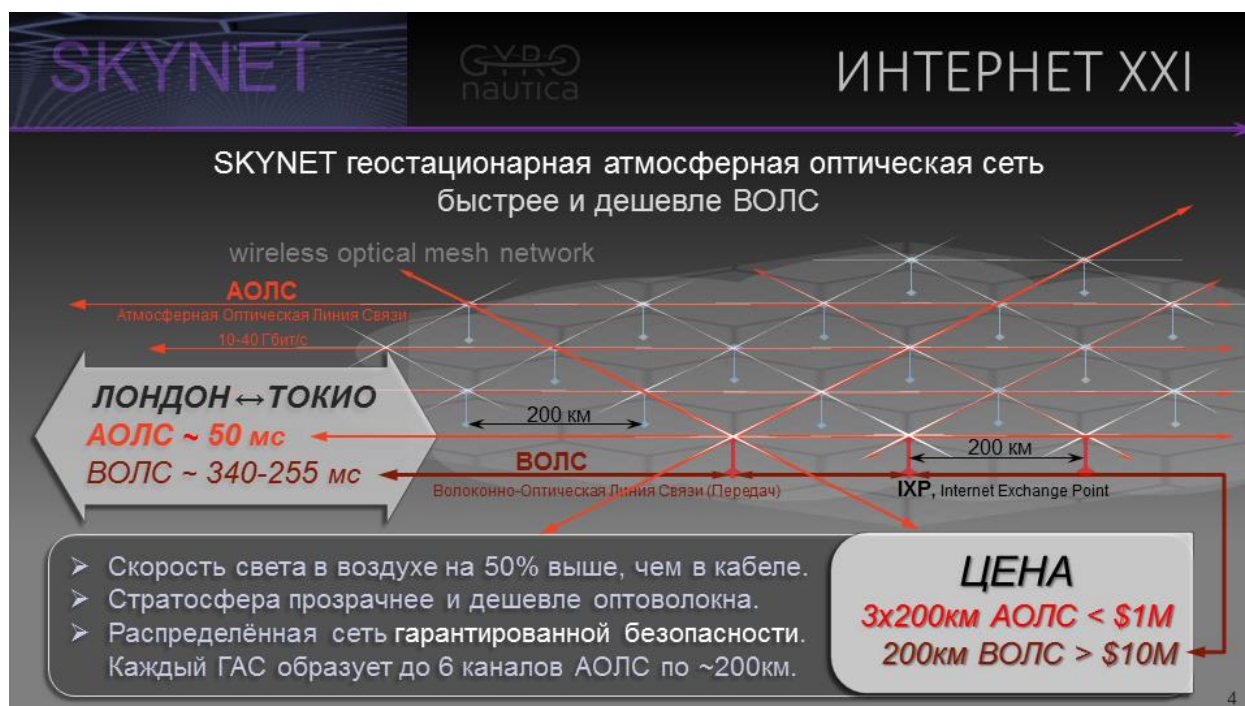 SKYNET
GYRO
nautica
ИНТЕРНЕТ XXI
SKYNET геостационарная атмосферная оптическая сеть
быстрее и дешевле ВОЛС
wireless optical mesh network
АОЛС
Атмосферная Оптическая Линия Связи
10-40 Гбит/с
ЛОНДОН ↔ ТОКИО
АОЛС ~ 50 мс
ВОЛС ~ 340-255 мс
200 км
200 км
ВОЛС
Волоконно-Оптическая Линия Связи (Передач)
IXP, Internet Exchange Point
➢ Скорость света в воздухе на 50% выше, чем в кабеле.
➢ Стратосфера прозрачнее и дешевле оптоволокна.
➢ Распределённая сеть гарантированной безопасности.
Каждый ГАС образует до 6 каналов АОЛС по ~200км.
ЦЕНА
3х200км АОЛС < $1М
200км ВОЛС > $10М
4